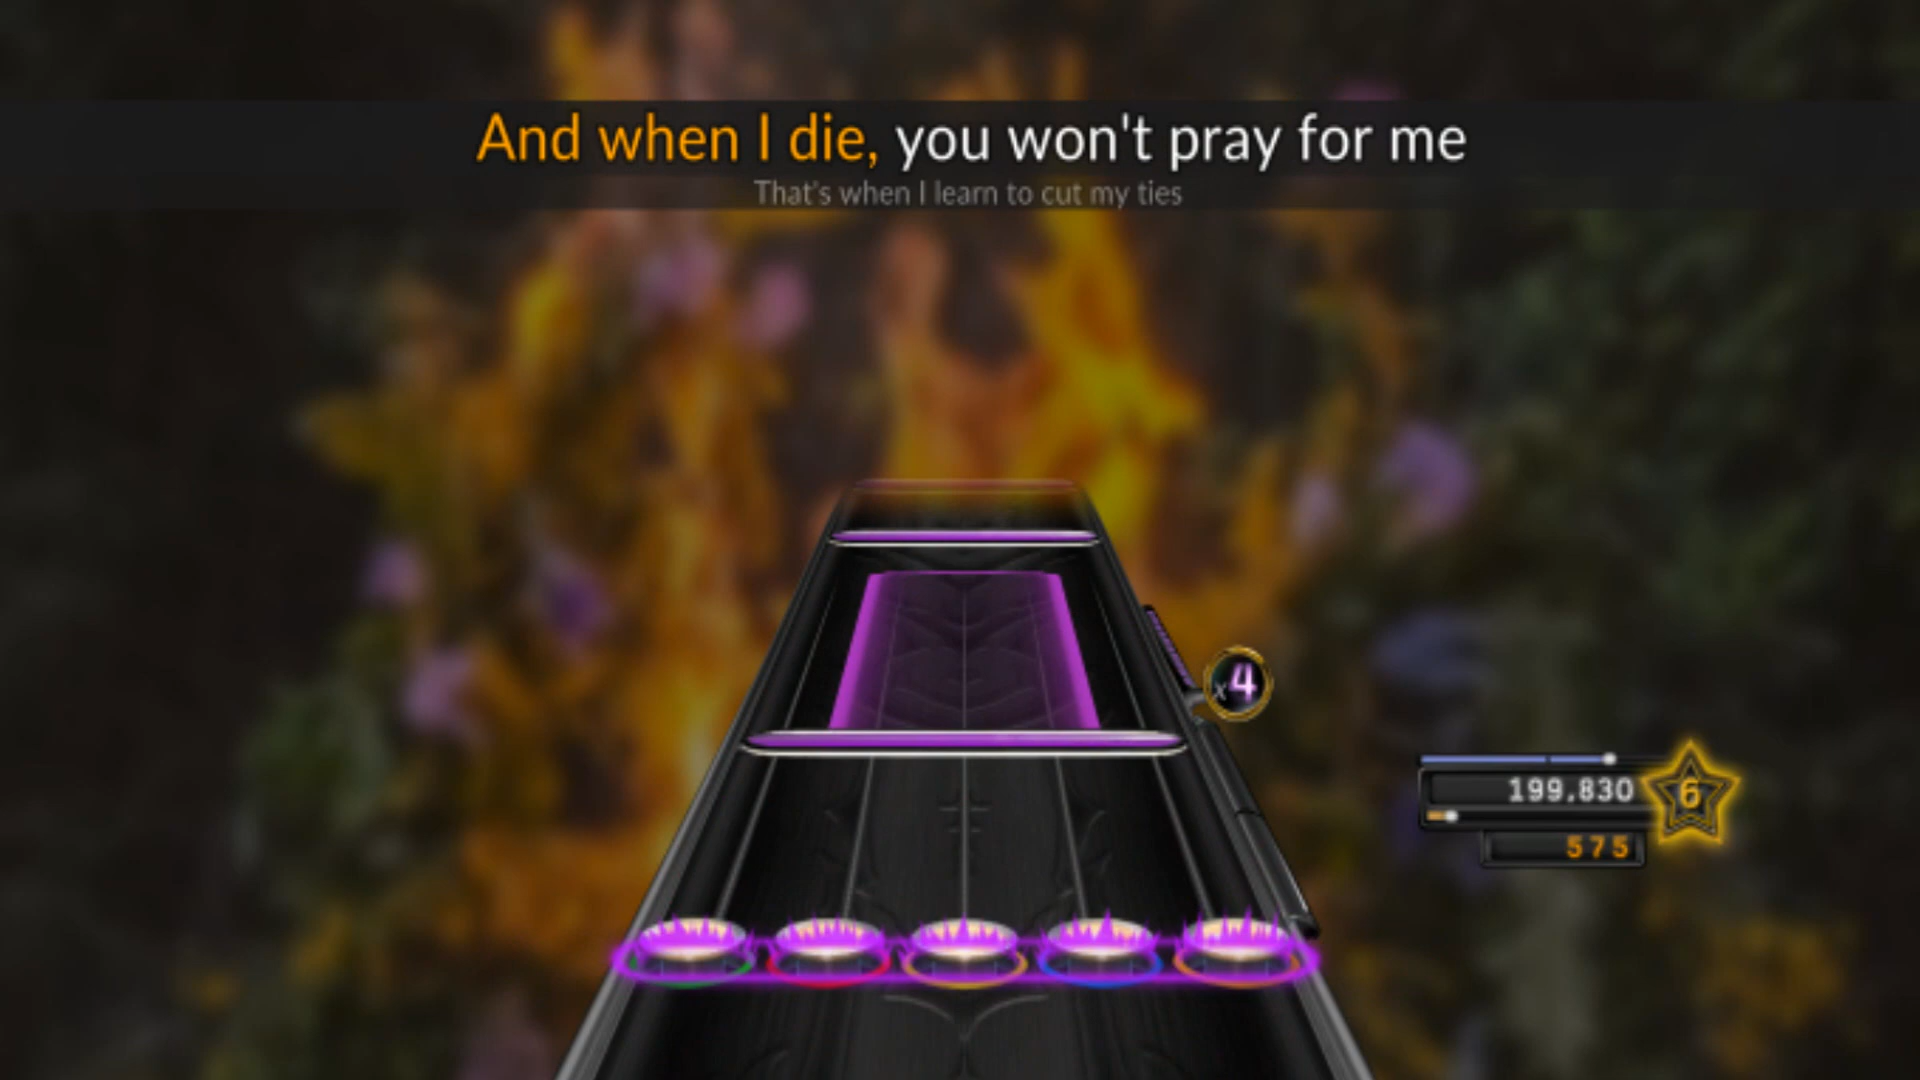 And when I die, you won't pray for me
That's when I learn to cut my ties
x4
199,830
6
575